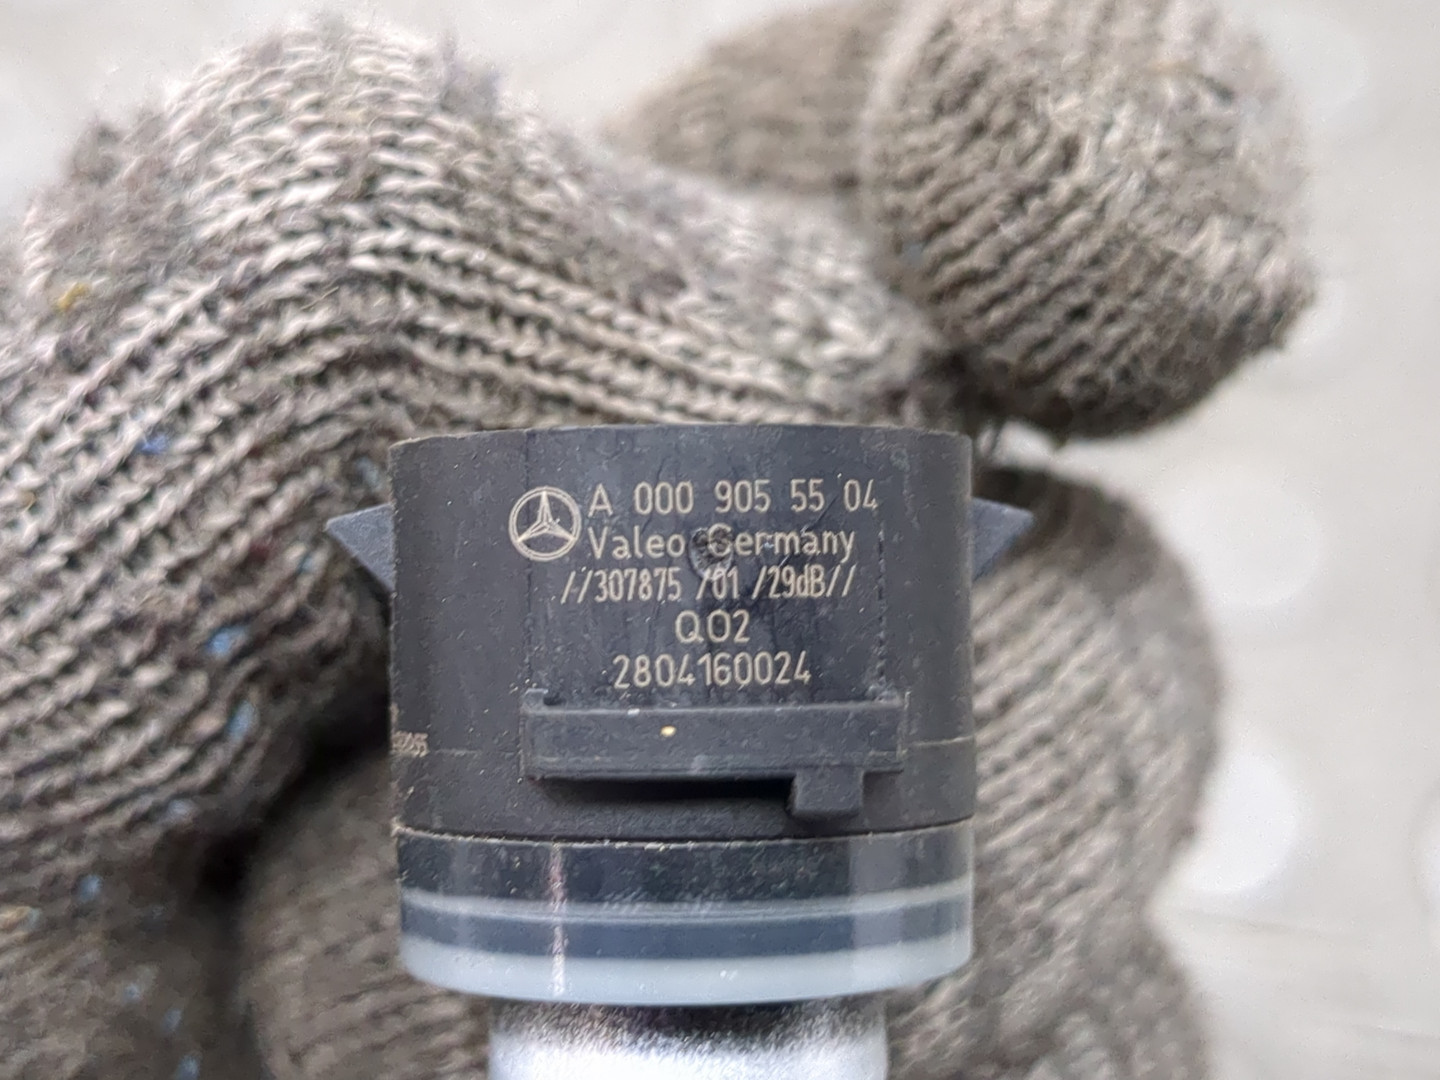 A 000 905 55 04
Valeo Germany
//307875 /01 /29dB//
Q02
2804160024